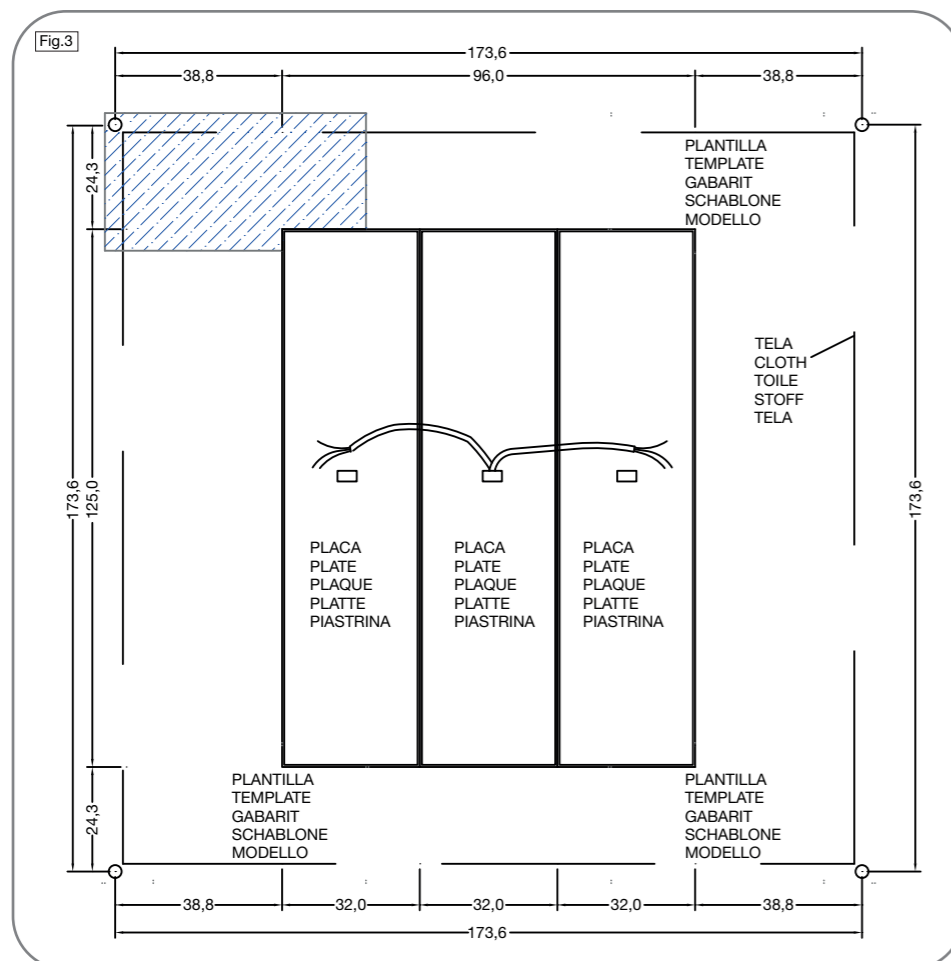 Fig.3
173,6
38,8 96,0 38,8
24,3
PLANTILLA
TEMPLATE
GABARIT
SCHABLONE
MODELLO
TELA
CLOTH
TOILE
STOFF
TELA
173,6
125,0
173,6
PLACA
PLATE
PLAQUE
PLATTE
PIASTRINA
PLACA
PLATE
PLAQUE
PLATTE
PIASTRINA
PLACA
PLATE
PLAQUE
PLATTE
PIASTRINA
24,3
PLANTILLA
TEMPLATE
GABARIT
SCHABLONE
MODELLO
PLANTILLA
TEMPLATE
GABARIT
SCHABLONE
MODELLO
38,8 32,0 32,0 32,0 38,8
173,6